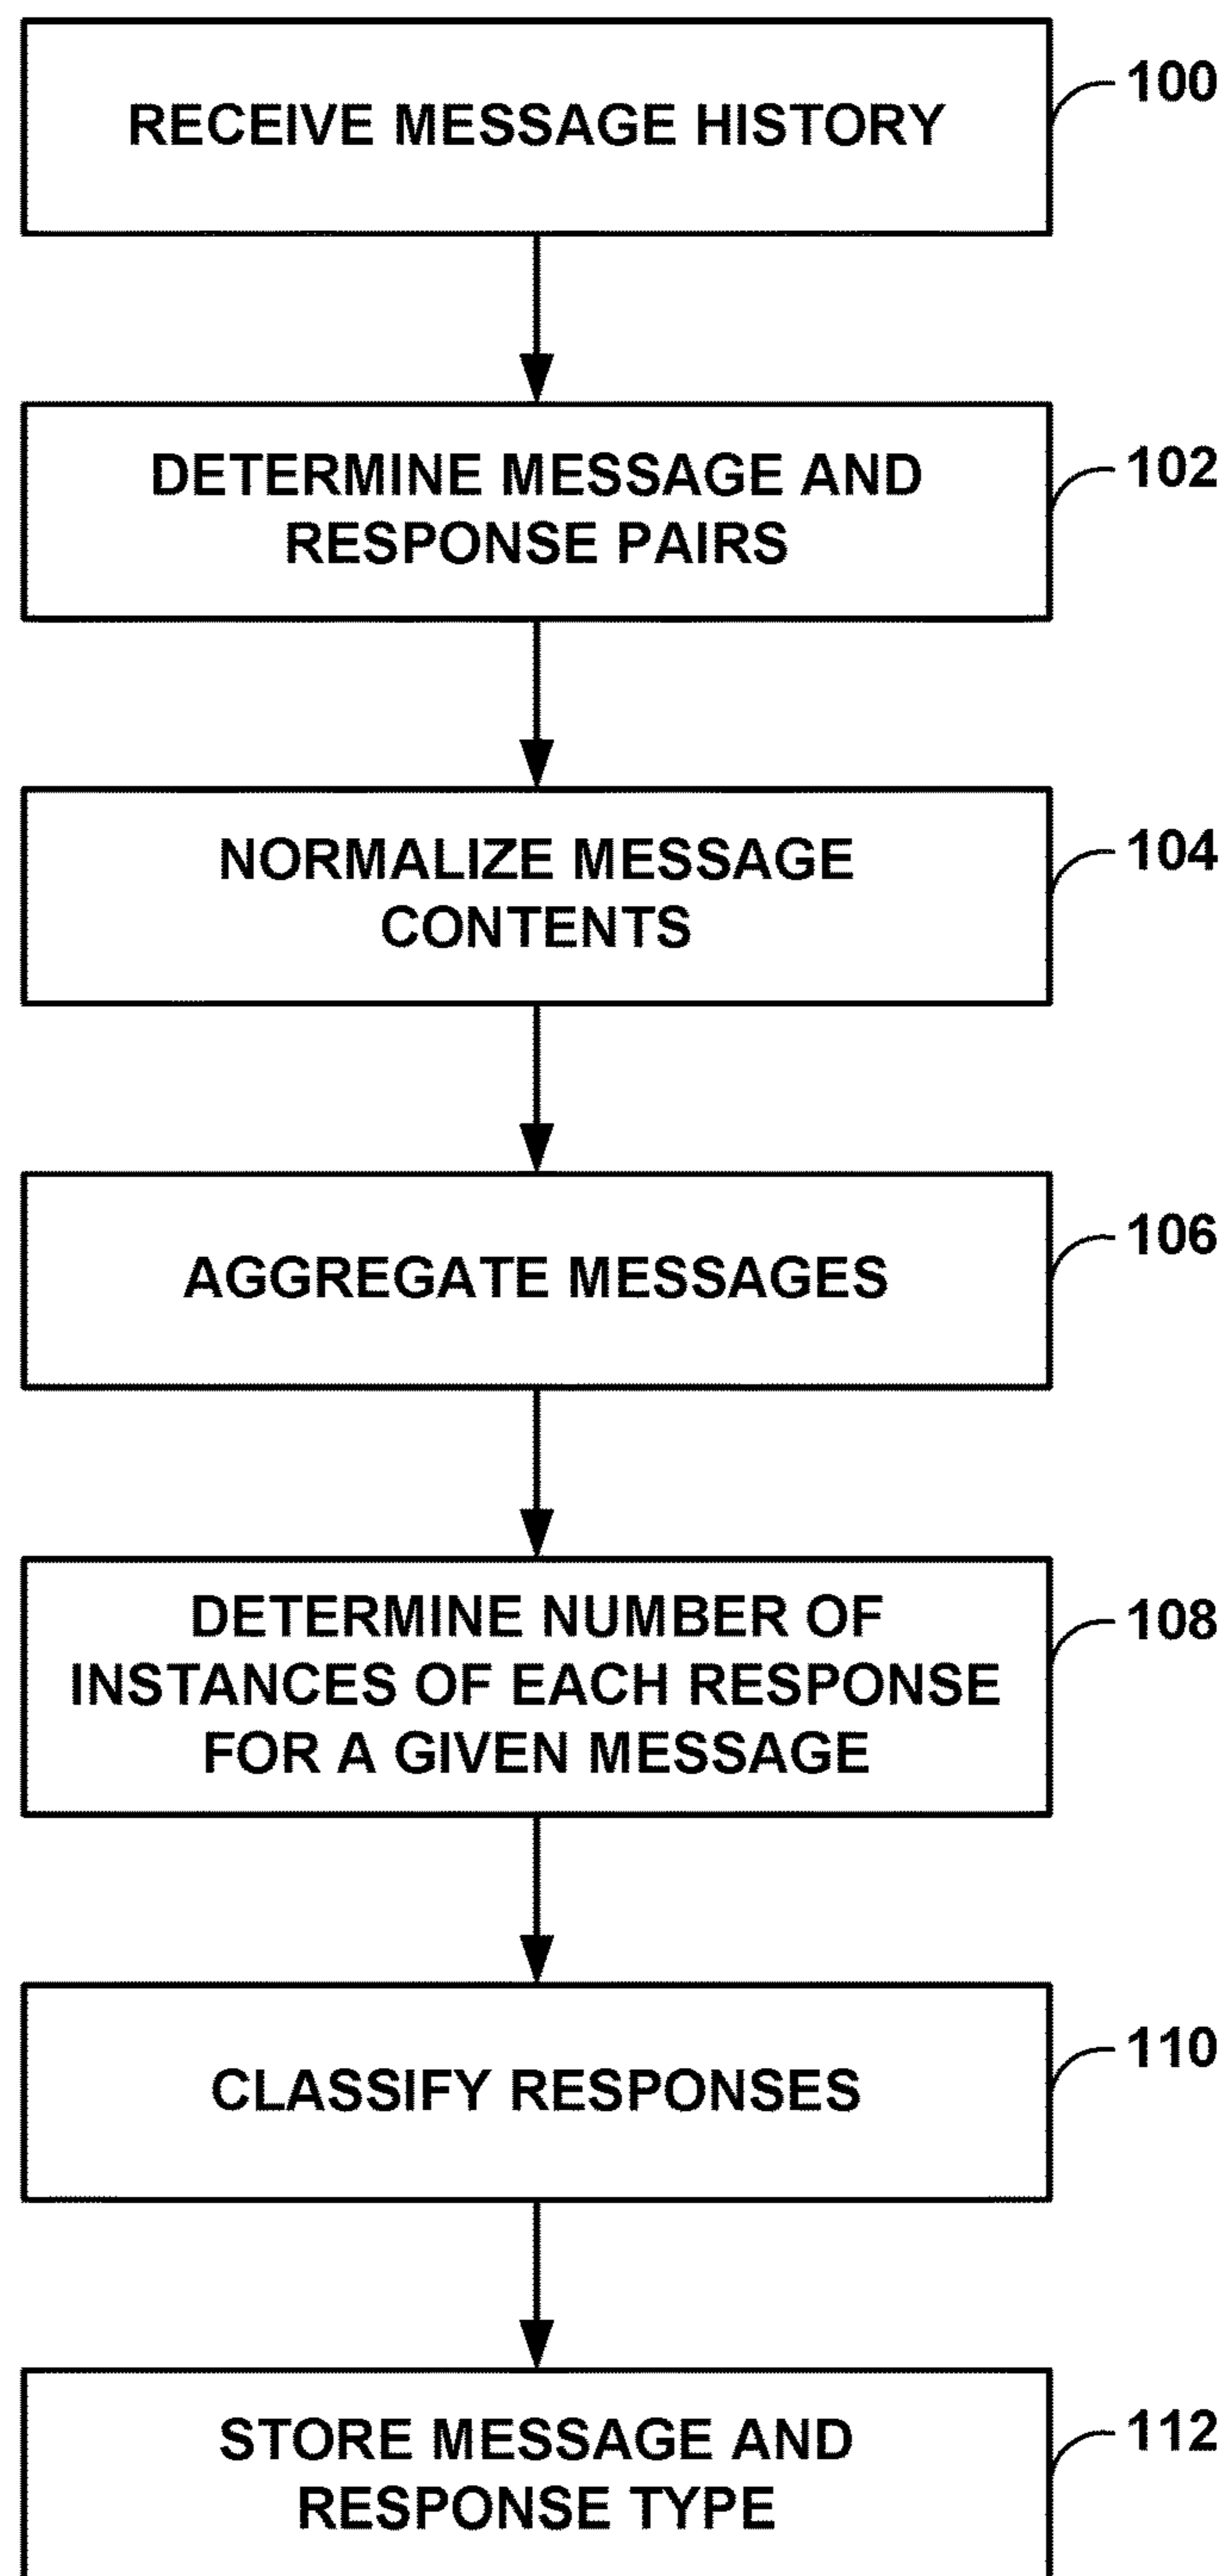 RECEIVE MESSAGE HISTORY
100
DETERMINE MESSAGE AND
RESPONSE PAIRS
102
NORMALIZE MESSAGE
CONTENTS
104
AGGREGATE MESSAGES
106
DETERMINE NUMBER OF
INSTANCES OF EACH RESPONSE
FOR A GIVEN MESSAGE
108
CLASSIFY RESPONSES
110
STORE MESSAGE AND
RESPONSE TYPE
112